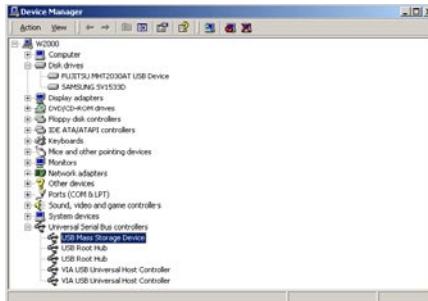 Device Manager
Action View
W2000
Computer
Disk drives
FUJITSU MHT2030AT USB Device
SAMSUNG SV1533D
Display adapters
DVD/CD-ROM drives
Floppy disk controllers
IDE ATA/ATAPI controllers
Keyboards
Mice and other pointing devices
Monitors
Network adapters
Other devices
Ports (COM & LPT)
Sound, video and game controllers
System devices
Universal Serial Bus controllers
USB Mass Storage Device
USB Root Hub
USB Root Hub
VIA USB Universal Host Controller
VIA USB Universal Host Controller